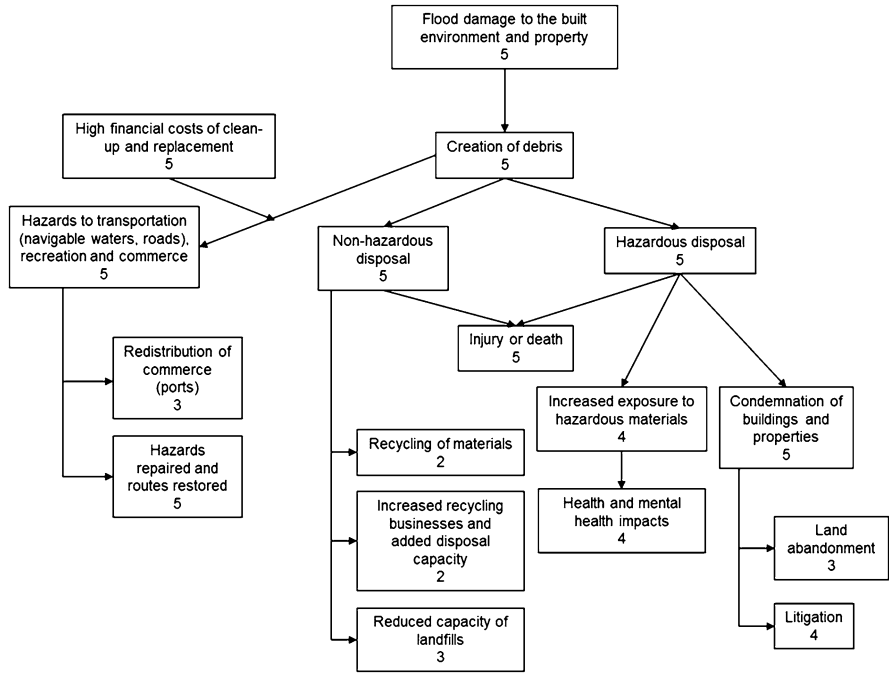 Flood damage to the built
environment and property
5
High financial costs of clean-
up and replacement
5
Creation of debris
5
Hazards to transportation
(navigable waters, roads),
recreation and commerce
5
Non-hazardous
disposal
5
Hazardous disposal
5
Injury or death
5
Redistribution of
commerce
(ports)
3
Hazards
repaired and
routes restored
5
Recycling of materials
2
Increased recycling
businesses and
added disposal
capacity
2
Reduced capacity of
landfills
3
Increased exposure to
hazardous materials
4
Health and mental
health impacts
4
Condemnation of
buildings and
properties
5
Land
abandonment
3
Litigation
4